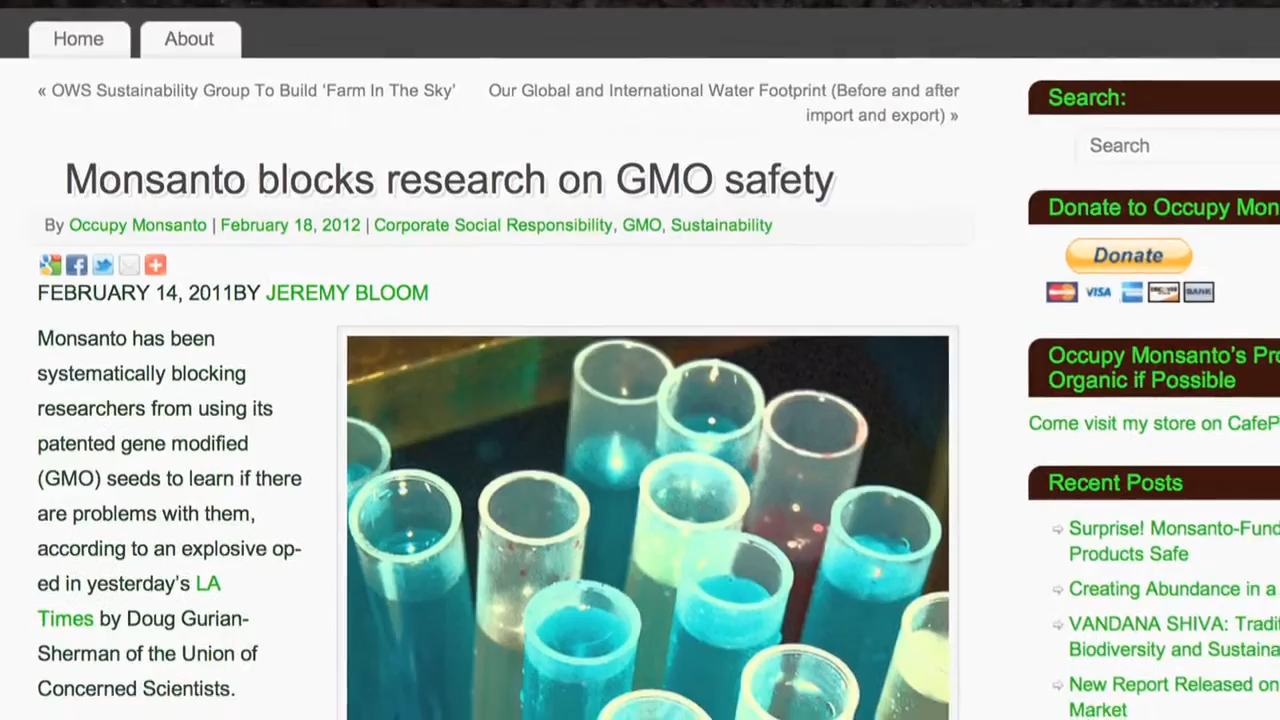 Home
About
« OWS Sustainability Group To Build ‘Farm In The Sky’
Our Global and International Water Footprint (Before and after
import and export) »
Monsanto blocks research on GMO safety
By Occupy Monsanto | February 18, 2012 | Corporate Social Responsibility, GMO, Sustainability
FEBRUARY 14, 2011BY JEREMY BLOOM
Monsanto has been
systematically blocking
researchers from using its
patented gene modified
(GMO) seeds to learn if there
are problems with them,
according to an explosive op-
ed in yesterday’s LA
Times by Doug Gurian-
Sherman of the Union of
Concerned Scientists.
Search:
Search
Donate to Occupy Mon
Donate
VISA
BANK
Occupy Monsanto’s Pro
Organic if Possible
Come visit my store on CafeP
Recent Posts
Surprise! Monsanto-Fund
Products Safe
Creating Abundance in a
VANDANA SHIVA: Tradit
Biodiversity and Sustaina
New Report Released on
Market